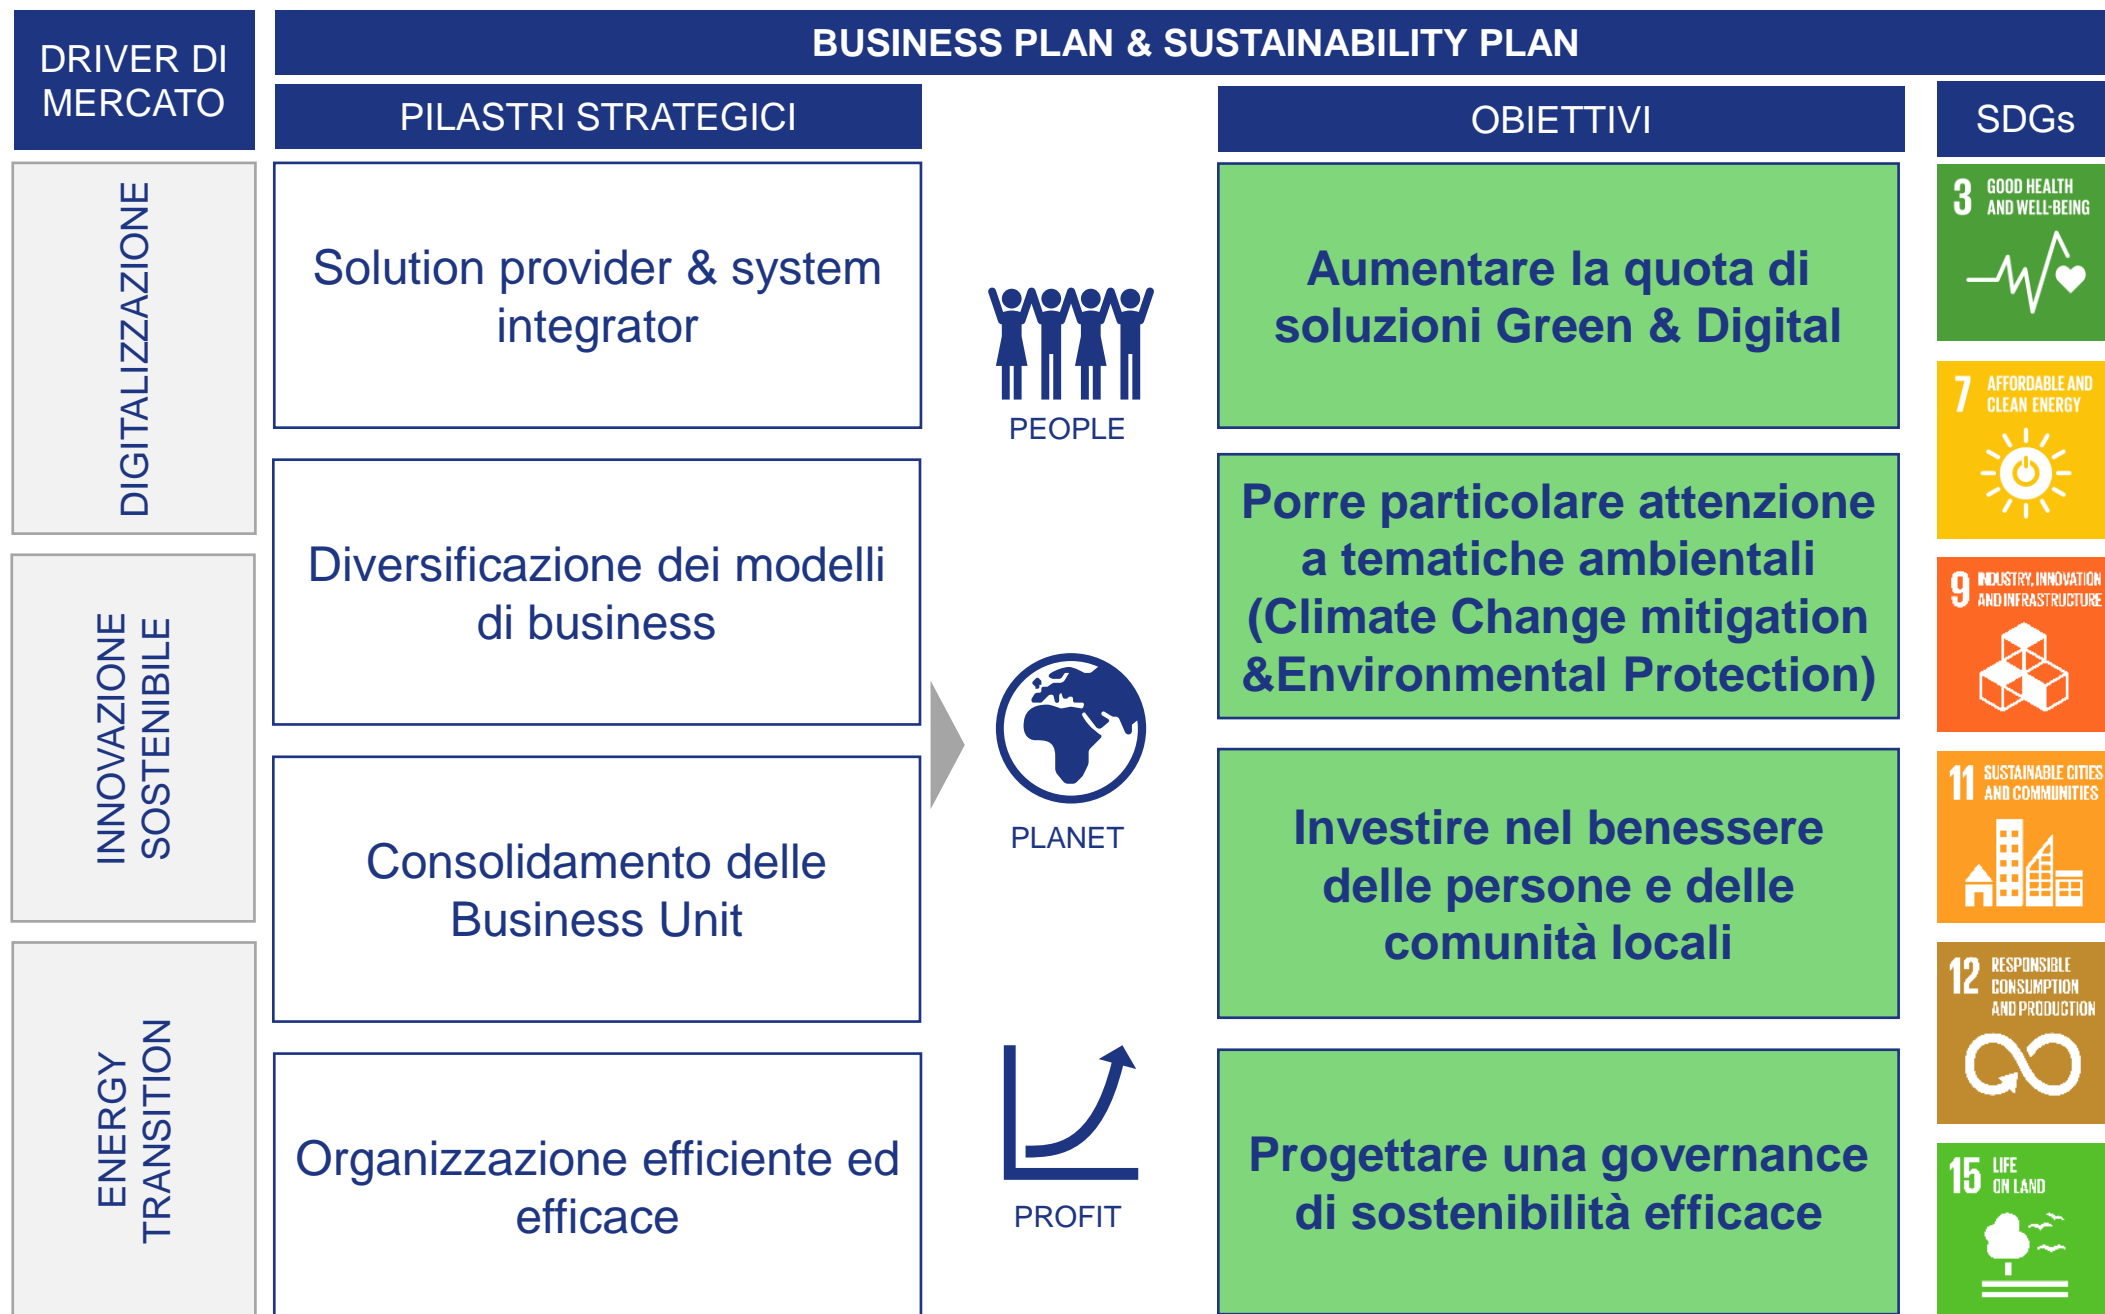 DRIVER DI
MERCATO
BUSINESS PLAN & SUSTAINABILITY PLAN
PILASTRI STRATEGICI
OBIETTIVI
SDGs
DIGITALIZZAZIONE
INNOVAZIONE
SOSTENIBILE
ENERGY
TRANSITION
Solution provider & system
integrator
Diversificazione dei modelli
di business
Consolidamento delle
Business Unit
Organizzazione efficiente ed
efficace
PEOPLE
PLANET
PROFIT
Aumentare la quota di
soluzioni Green & Digital
Porre particolare attenzione
a tematiche ambientali
(Climate Change mitigation
&Environmental Protection)
Investire nel benessere
delle persone e delle
comunità locali
Progettare una governance
di sostenibilità efficace
3 GOOD HEALTH
AND WELL-BEING
7 AFFORDABLE AND
CLEAN ENERGY
9 INDUSTRY, INNOVATION
AND INFRASTRUCTURE
11 SUSTAINABLE CITIES
AND COMMUNITIES
12 RESPONSIBLE
CONSUMPTION
AND PRODUCTION
15 LIFE
ON LAND